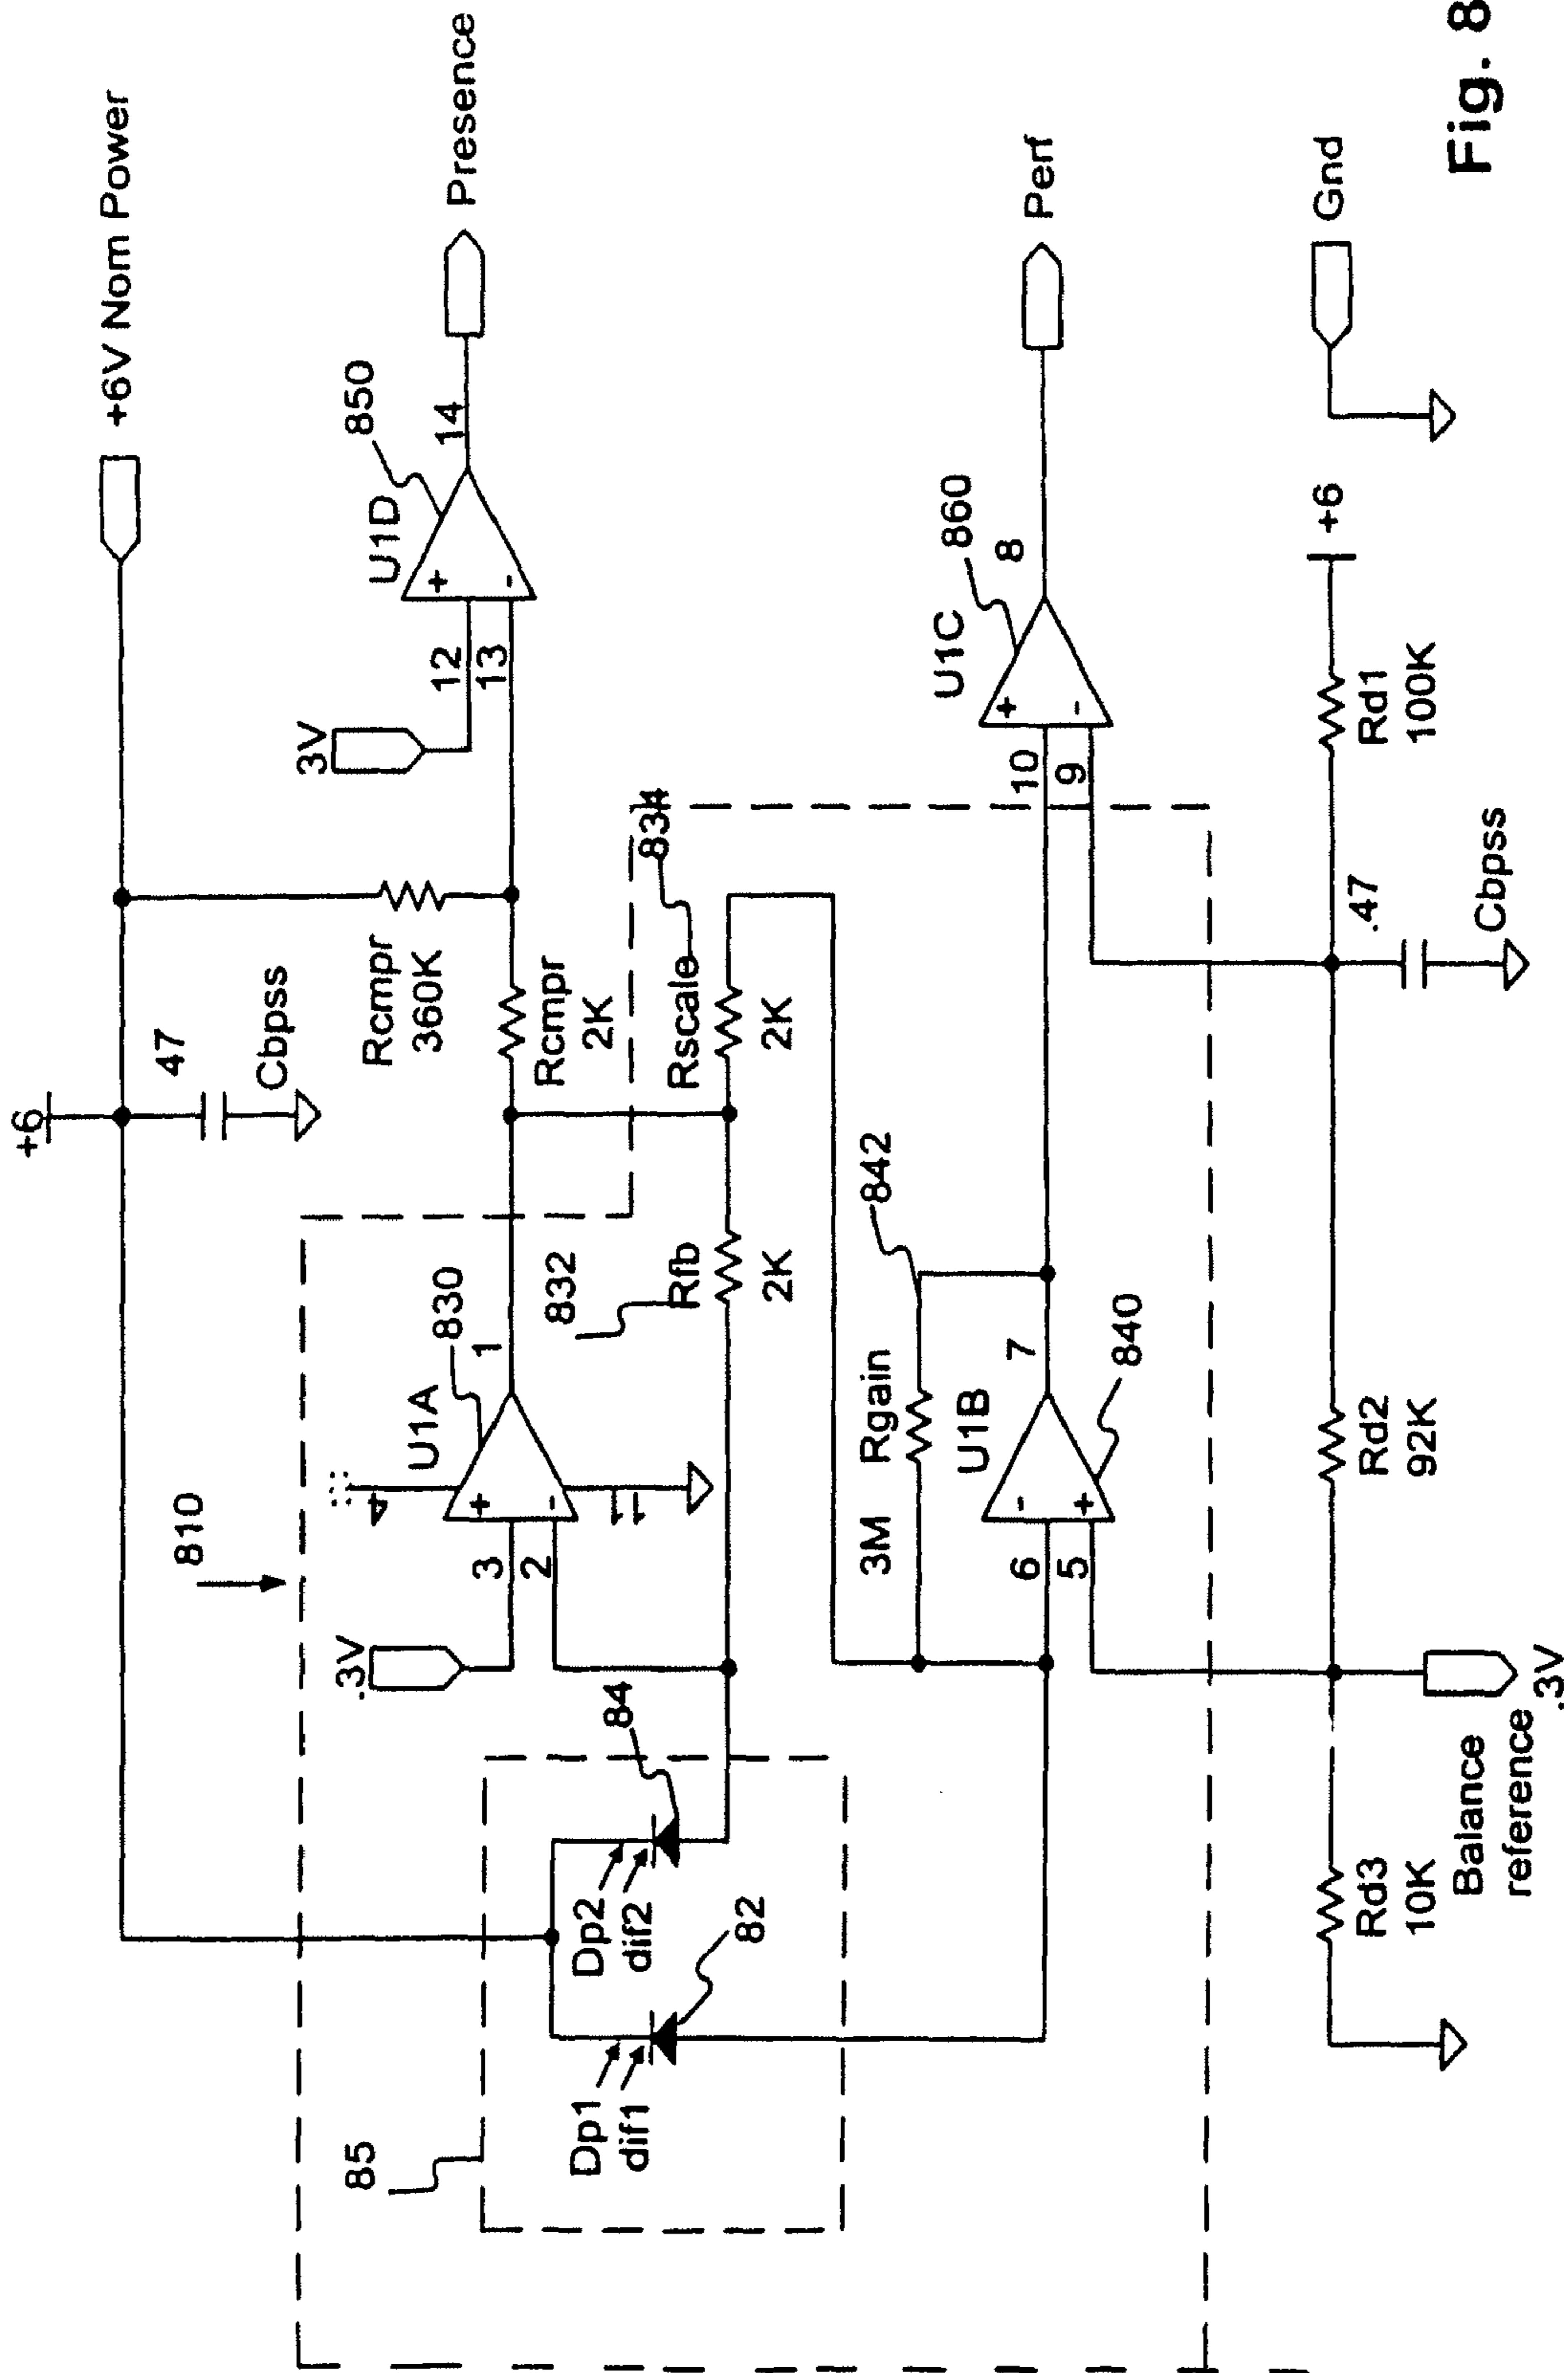 +6
+6V Nom Power
47
Cbpss
Rcmpr
360K
3V
12
13
U1D
850
+
-
14
Presence
810
.3V
3
2
U1A
830
4
11
+
-
1
832
Rfb
2K
Rcmpr
2K
834
Rscale
2K
85
Dp1
dif1
82
Dp2
dif2
84
3M
Rgain
842
U1B
6
5
-
+
7
840
10
9
U1C
860
+
-
8
Perf
Rd3
10K
Balance
reference
.3V
Rd2
92K
.47
Cbpss
Rd1
100K
+6
Gnd
Fig. 8